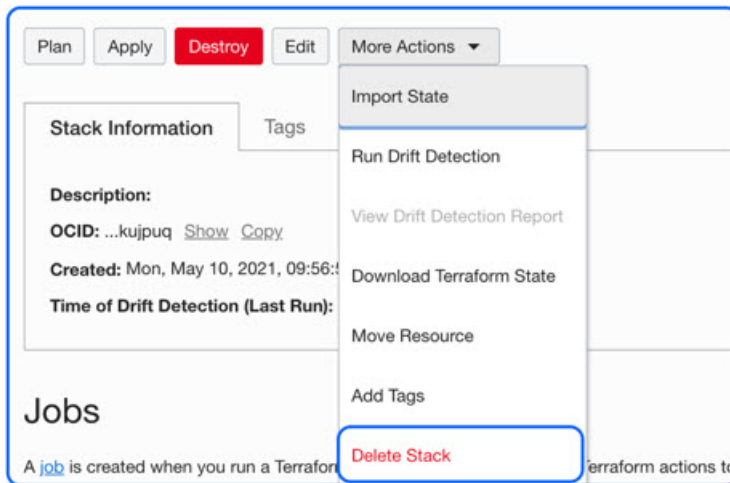 Plan Apply Destroy Edit More Actions
Import State
Stack Information Tags
Run Drift Detection
Description:
View Drift Detection Report
OCID: ...kujpuq Show Copy
Created: Mon, May 10, 2021, 09:56:
Download Terraform State
Time of Drift Detection (Last Run):
Move Resource
Add Tags
Jobs
Delete Stack
A job is created when you run a Terrafor erraform actions to